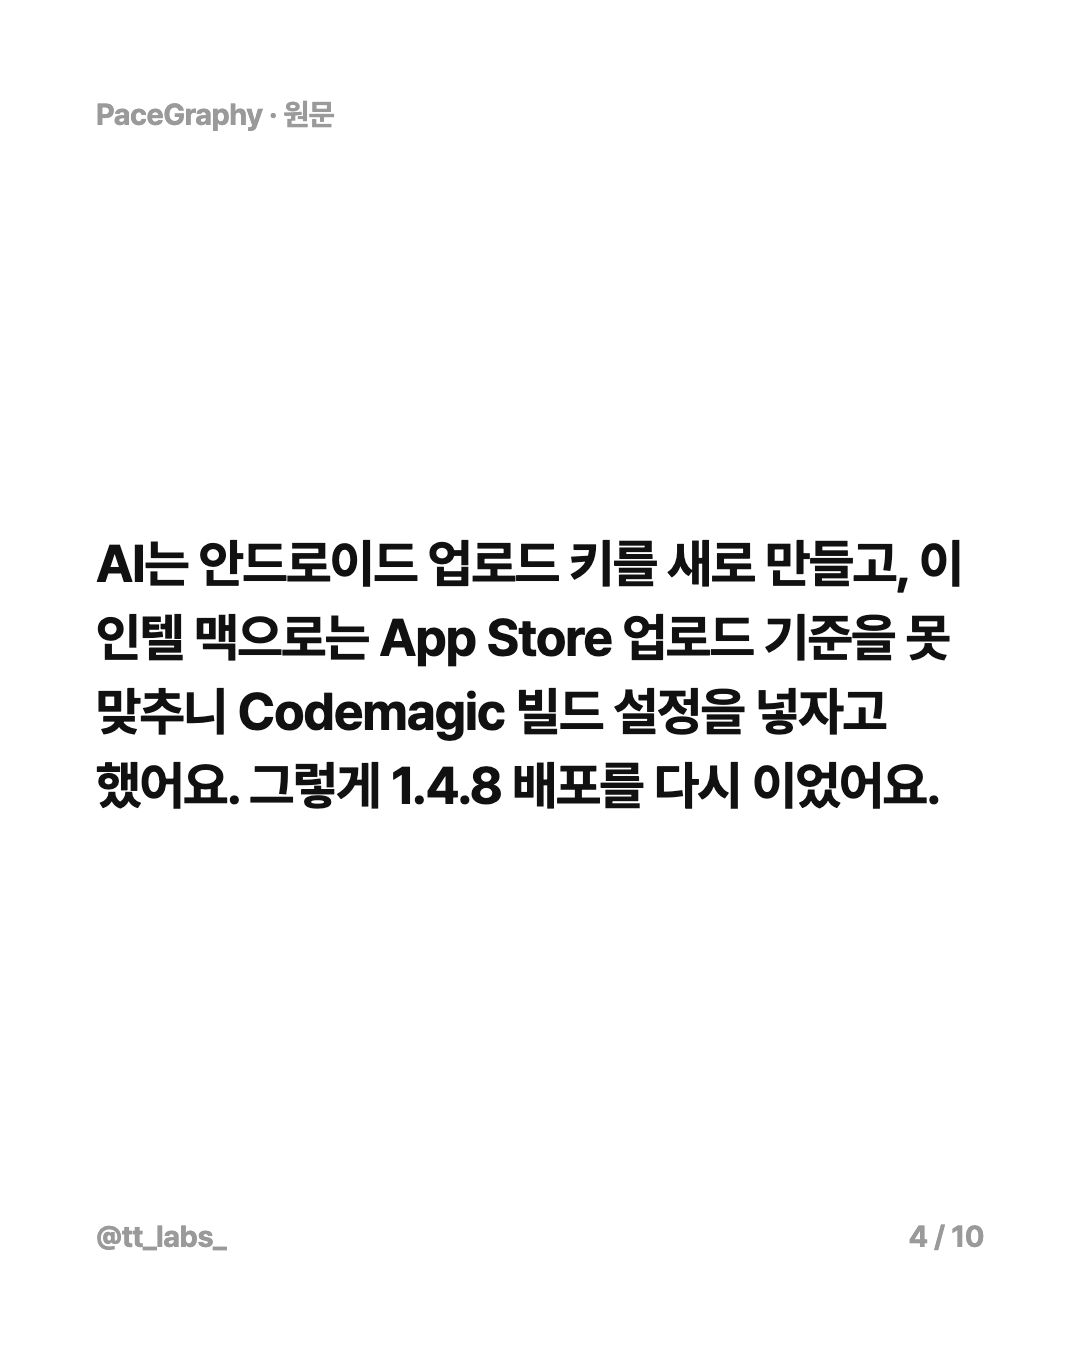 PaceGraphy · 원문
AI는 안드로이드 업로드 키를 새로 만들고, 이
인텔 맥으로는 App Store 업로드 기준을 못
맞추니 Codemagic 빌드 설정을 넣자고
했어요. 그렇게 1.4.8 배포를 다시 이었어요.
@tt_labs_
4 / 10